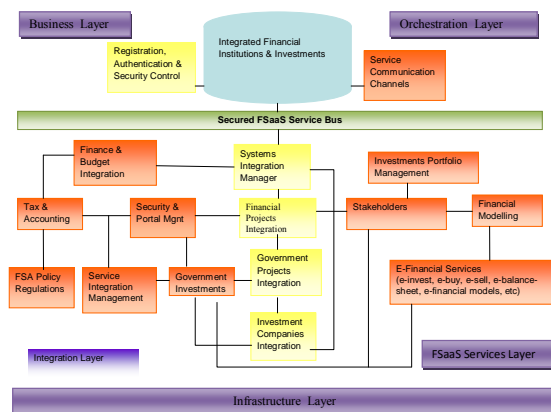 Business Layer
Orchestration Layer
Integrated Financial
Institutions & Investments
Registration,
Authentication &
Security Control
Service
Communication
Channels
Secured FSaaS Service Bus
Finance &
Budget
Integration
Systems
Integration
Manager
Investments Portfolio
Management
Tax &
Accounting
Security &
Portal Mgnt
Financial
Projects
Integration
Stakeholders
Financial
Modelling
FSA Policy
Regulations
Service
Integration
Management
Government
Investments
Government
Projects
Integration
E-Financial Services
(e-invest, e-buy, e-sell, e-balance-
sheet, e-financial models, etc)
Investment
Companies
Integration
Integration Layer
FSaaS Services Layer
Infrastructure Layer